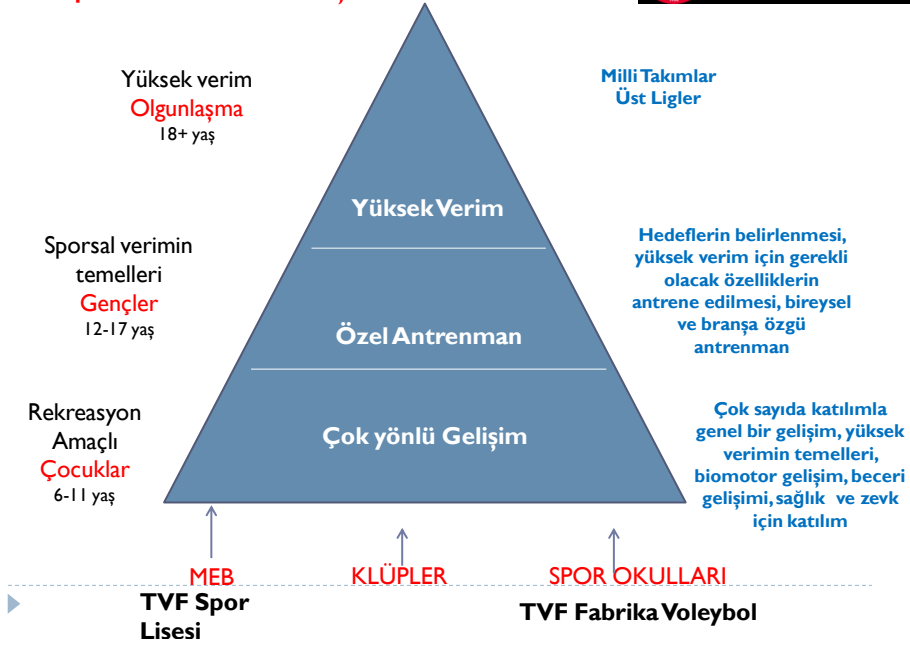 Yüksek verim
Olgunlaşma
18+ yaş
Milli Takımlar
Üst Ligler
Yüksek Verim
Sporsal verimin
temelleri
Gençler
12-17 yaş
Hedeflerin belirlenmesi,
yüksek verim için gerekli
olacak özelliklerin
antrene edilmesi, bireysel
ve branşa özgü
antrenman
Özel Antrenman
Rekreasyon
Amaçlı
Çocuklar
6-11 yaş
Çok yönlü Gelişim
Çok sayıda katılımla
genel bir gelişim, yüksek
verimin temelleri,
biomotor gelişim, beceri
gelişimi, sağlık ve zevk
için katılım
MEB
KLÜPLER
SPOR OKULLARI
TVF Spor
Lisesi
TVF Fabrika Voleybol